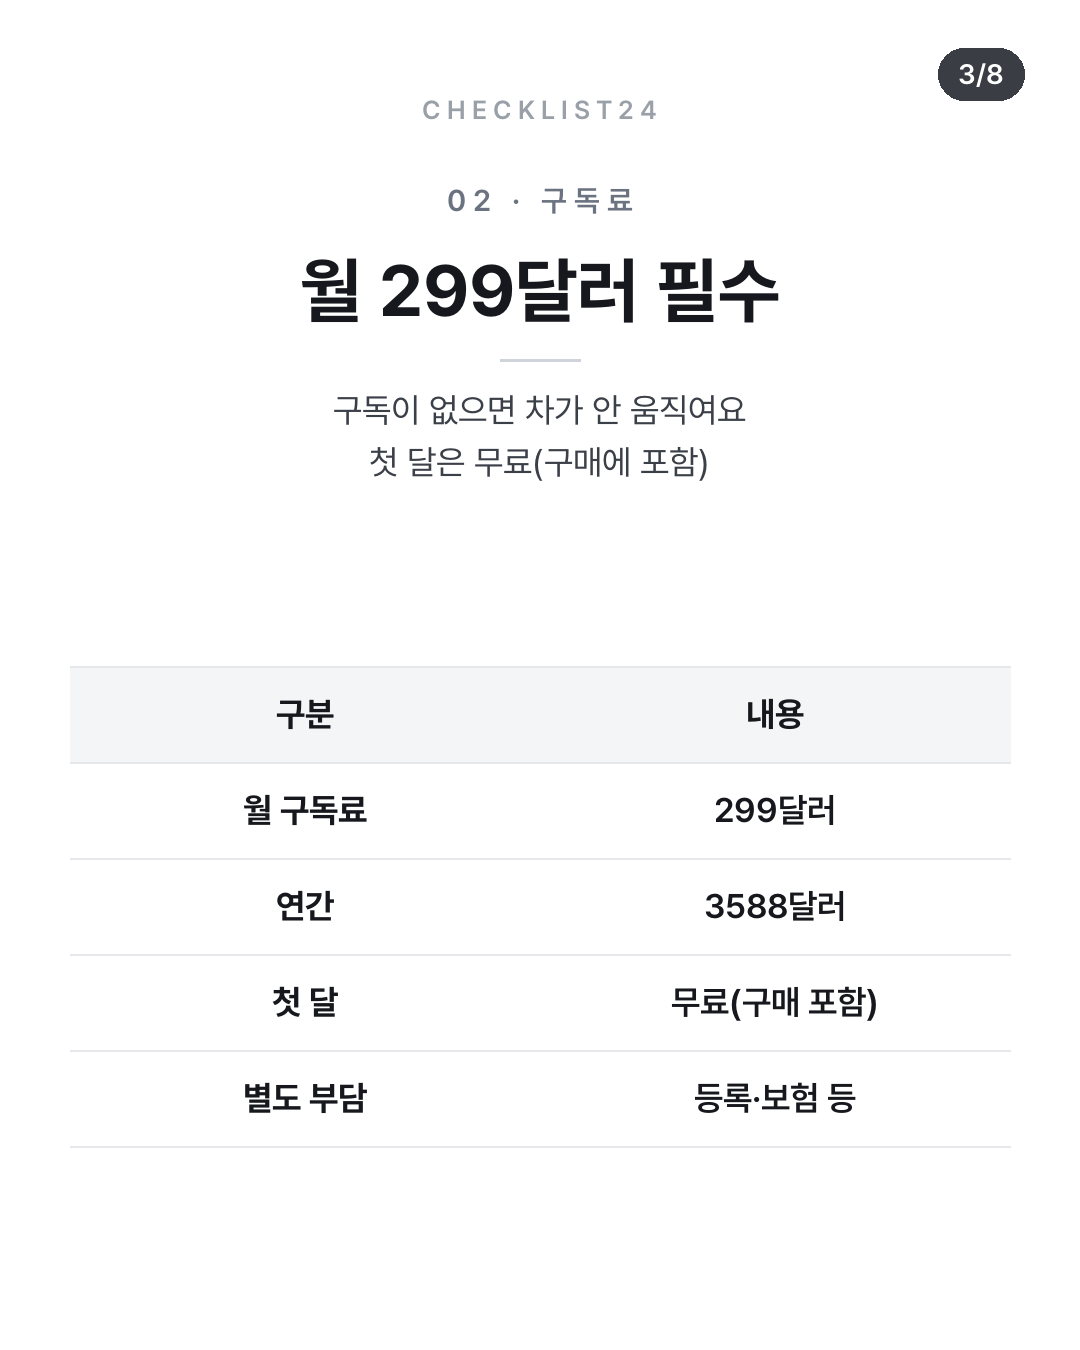 3/8
CHECKLIST24
02 · 구독료
월 299달러 필수
구독이 없으면 차가 안 움직여요
첫 달은 무료(구매에 포함)
구분 내용
월 구독료 299달러
연간 3588달러
첫 달 무료(구매 포함)
별도 부담 등록·보험 등